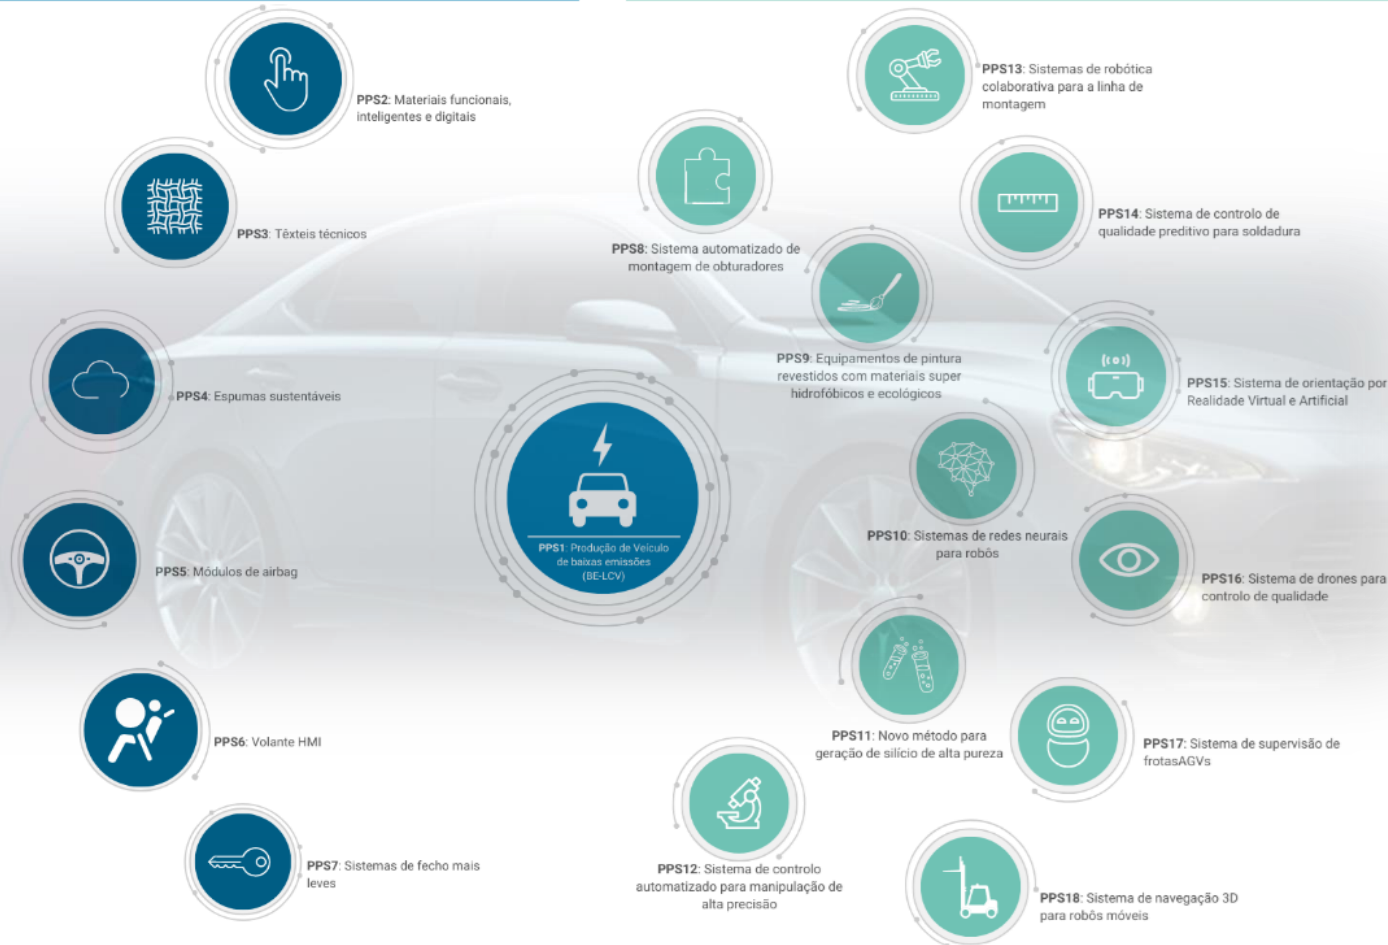 PPS2: Materiais funcionais,
inteligentes e digitais
PPS3: Têxteis técnicos
PPS4: Espumas sustentáveis
PPS5: Módulos de airbag
PPS6: Volante HMI
PPS7: Sistemas de fecho mais
leves
PPS1: Produção de Veículo
de baixas emissões
(BE-LCV)
PPS8: Sistema automatizado de
montagem de obturadores
PPS9: Equipamentos de pintura
revestidos com materiais super
hidrofóbicos e ecológicos
PPS10: Sistemas de redes neurais
para robôs
PPS11: Novo método para
geração de silício de alta pureza
PPS12: Sistema de controlo
automatizado para manipulação de
alta precisão
PPS13: Sistemas de robótica
colaborativa para a linha de
montagem
PPS14: Sistema de controlo de
qualidade preditivo para soldadura
PPS15: Sistema de orientação por
Realidade Virtual e Artificial
PPS16: Sistema de drones para
controlo de qualidade
PPS17: Sistema de supervisão de
frotasAGVs
PPS18: Sistema de navegação 3D
para robôs móveis